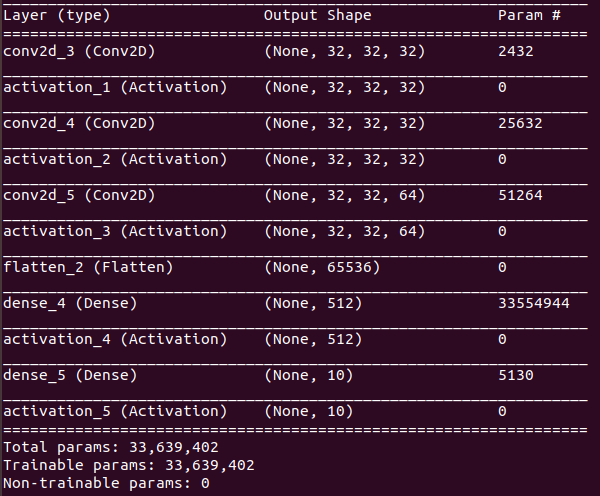 Layer (type) Output Shape Param #
=================================================================
conv2d_3 (Conv2D) (None, 32, 32, 32) 2432
_________________________________________________________________
activation_1 (Activation) (None, 32, 32, 32) 0
_________________________________________________________________
conv2d_4 (Conv2D) (None, 32, 32, 32) 25632
_________________________________________________________________
activation_2 (Activation) (None, 32, 32, 32) 0
_________________________________________________________________
conv2d_5 (Conv2D) (None, 32, 32, 64) 51264
_________________________________________________________________
activation_3 (Activation) (None, 32, 32, 64) 0
_________________________________________________________________
flatten_2 (Flatten) (None, 65536) 0
_________________________________________________________________
dense_4 (Dense) (None, 512) 33554944
_________________________________________________________________
activation_4 (Activation) (None, 512) 0
_________________________________________________________________
dense_5 (Dense) (None, 10) 5130
_________________________________________________________________
activation_5 (Activation) (None, 10) 0
=================================================================
Total params: 33,639,402
Trainable params: 33,639,402
Non-trainable params: 0